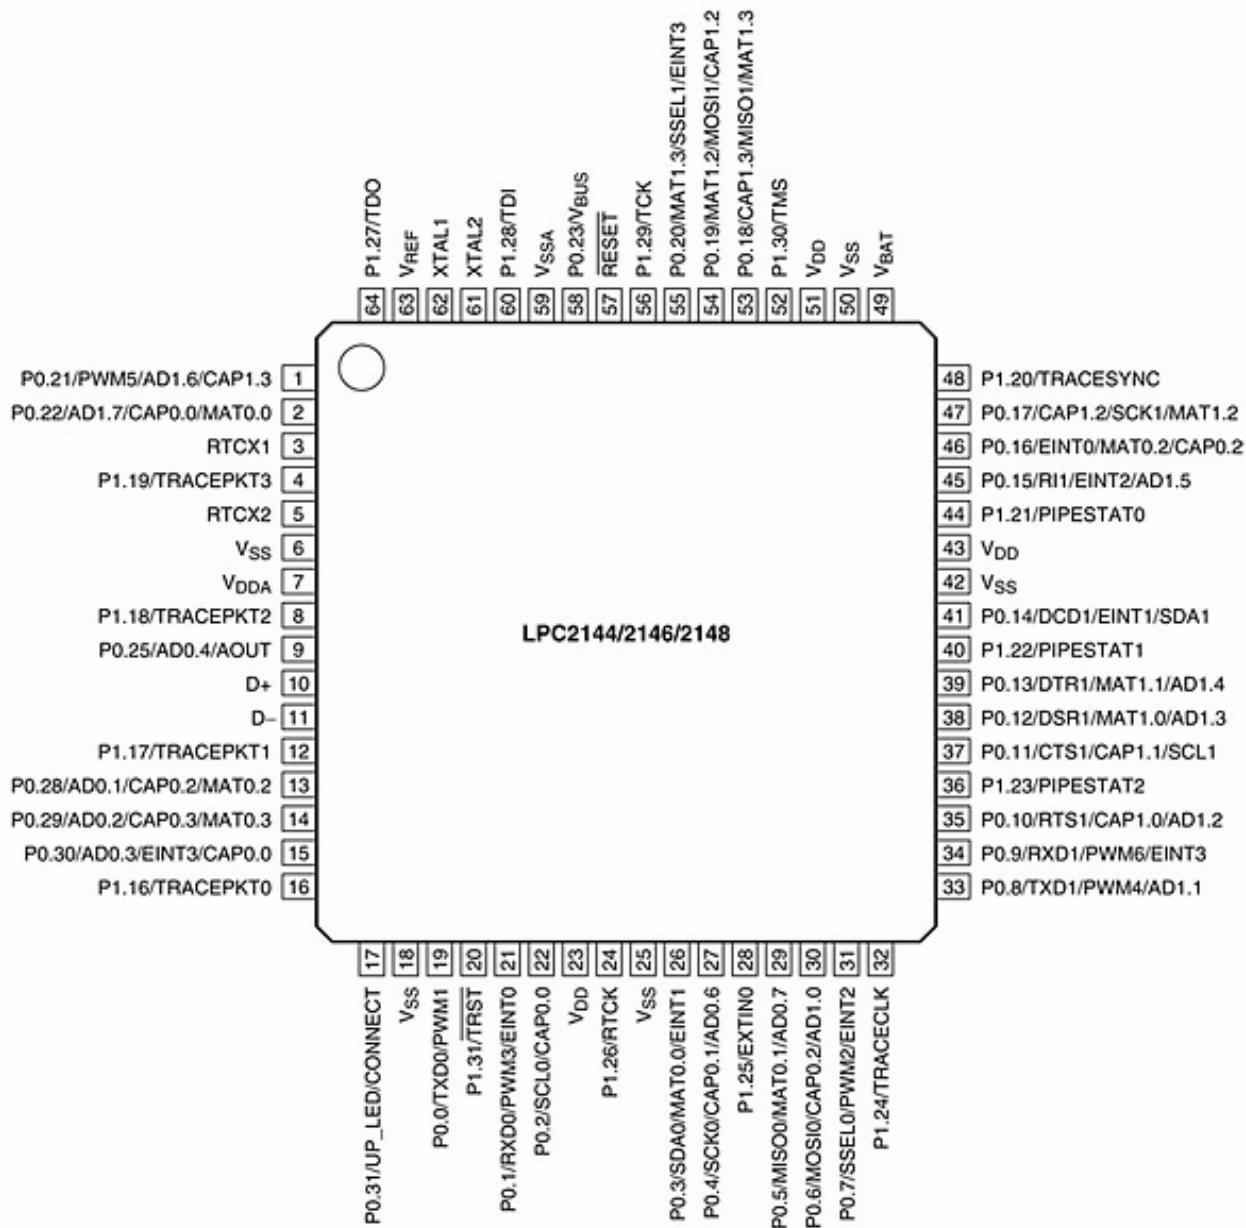 P1.27/TDO
VREF
XTAL1
XTAL2
P1.28/TDI
VSSA
P0.23/VBUS
RESET
P1.29/TCK
P0.20/MAT1.3/SSEL1/EINT3
P0.19/MAT1.2/MOSI1/CAP1.2
P0.18/CAP1.3/MISO1/MAT1.3
P1.30/TMS
VDD
VSS
VBAT
64 63 62 61 60 59 58 57 56 55 54 53 52 51 50 49
P0.21/PWM5/AD1.6/CAP1.3 1
P0.22/AD1.7/CAP0.0/MAT0.0 2
RTCX1 3
P1.19/TRACEPKT3 4
RTCX2 5
VSS 6
VDDA 7
P1.18/TRACEPKT2 8
P0.25/AD0.4/AOUT 9
D+ 10
D− 11
P1.17/TRACEPKT1 12
P0.28/AD0.1/CAP0.2/MAT0.2 13
P0.29/AD0.2/CAP0.3/MAT0.3 14
P0.30/AD0.3/EINT3/CAP0.0 15
P1.16/TRACEPKT0 16
LPC2144/2146/2148
48 P1.20/TRACESYNC
47 P0.17/CAP1.2/SCK1/MAT1.2
46 P0.16/EINT0/MAT0.2/CAP0.2
45 P0.15/RI1/EINT2/AD1.5
44 P1.21/PIPESTAT0
43 VDD
42 VSS
41 P0.14/DCD1/EINT1/SDA1
40 P1.22/PIPESTAT1
39 P0.13/DTR1/MAT1.1/AD1.4
38 P0.12/DSR1/MAT1.0/AD1.3
37 P0.11/CTS1/CAP1.1/SCL1
36 P1.23/PIPESTAT2
35 P0.10/RTS1/CAP1.0/AD1.2
34 P0.9/RXD1/PWM6/EINT3
33 P0.8/TXD1/PWM4/AD1.1
17 18 19 20 21 22 23 24 25 26 27 28 29 30 31 32
P0.31/UP_LED/CONNECT
VSS
P0.0/TXD0/PWM1
P1.31/TRST
P0.1/RXD0/PWM3/EINT0
P0.2/SCL0/CAP0.0
VDD
P1.26/RTCK
VSS
P0.3/SDA0/MAT0.0/EINT1
P0.4/SCK0/CAP0.1/AD0.6
P1.25/EXTIN0
P0.5/MISO0/MAT0.1/AD0.7
P0.6/MOSI0/CAP0.2/AD1.0
P0.7/SSEL0/PWM2/EINT2
P1.24/TRACECLK